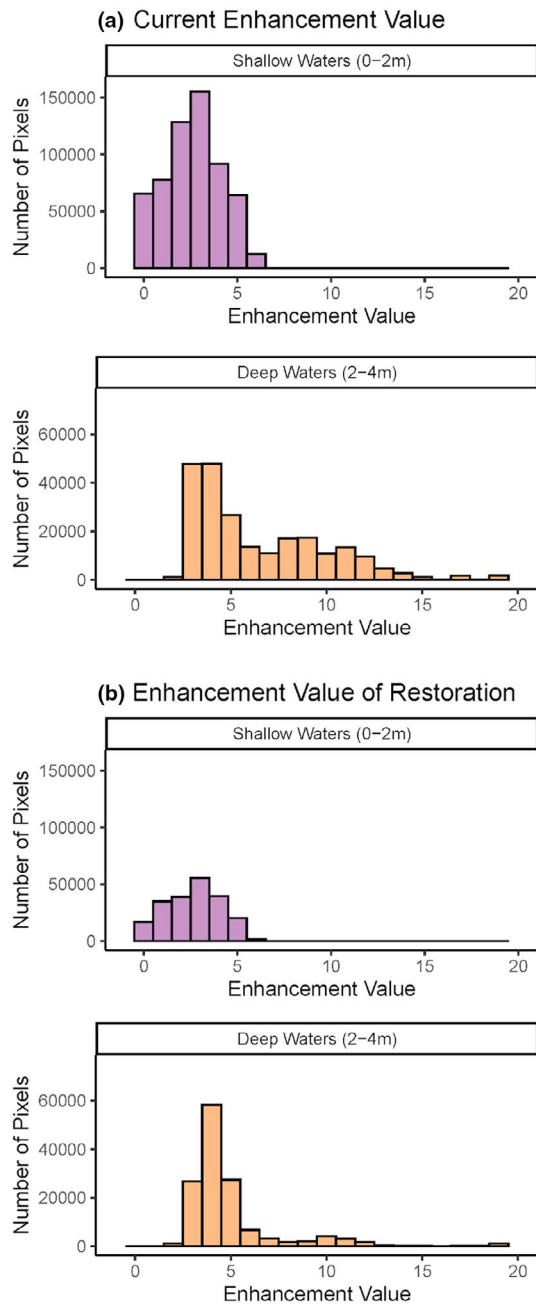 (a) Current Enhancement Value
Shallow Waters (0−2m)
150000
100000
50000
0
Number of Pixels
0 5 10 15 20
Enhancement Value
Deep Waters (2−4m)
60000
40000
20000
0
Number of Pixels
0 5 10 15 20
Enhancement Value
(b) Enhancement Value of Restoration
Shallow Waters (0−2m)
150000
100000
50000
0
Number of Pixels
0 5 10 15 20
Enhancement Value
Deep Waters (2−4m)
60000
40000
20000
0
Number of Pixels
0 5 10 15 20
Enhancement Value